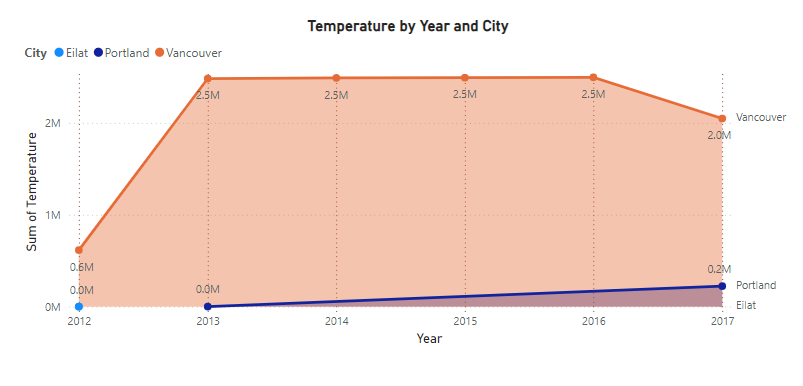 Temperature by Year and City
City Eilat Portland Vancouver
Sum of Temperature
2M
1M
0M
0.6M
0.0M
0.0M
2.5M
2.5M
2.5M
2.5M
2.0M
0.2M
Vancouver
Portland
Eilat
2012 2013 2014 2015 2016 2017
Year